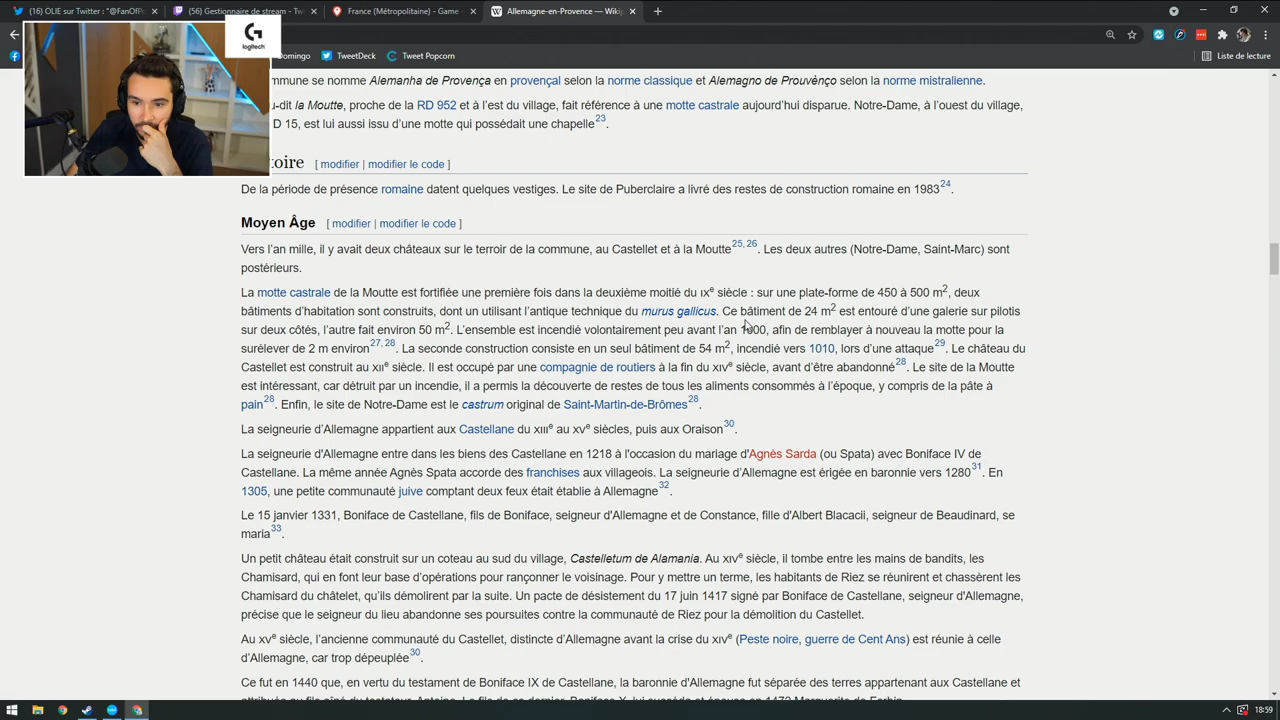 (16) OLIE sur Twitter : "@FanOfPo
(56) Gestionnaire de stream
France (Métropolitaine) - Game
Allemagne-en-Provence — Wikip
logitech
Domingo
TweetDeck
Tweet Popcorn
Liste de lecture
mmune se nomme Alemanha de Provença en provençal selon la norme classique et Alemagno de Prouvènço selon la norme mistralienne.
u-dit la Moutte, proche de la RD 952 et à l'est du village, fait référence à une motte castrale aujourd'hui disparue. Notre-Dame, à l'ouest du village,
D 15, est lui aussi issu d'une motte qui possédait une chapelle23.
toire [ modifier | modifier le code ]
De la période de présence romaine datent quelques vestiges. Le site de Puberclaire a livré des restes de construction romaine en 198324.
Moyen Âge [ modifier | modifier le code ]
Vers l'an mille, il y avait deux châteaux sur le terroir de la commune, au Castellet et à la Moutte25, 26. Les deux autres (Notre-Dame, Saint-Marc) sont
postérieurs.
La motte castrale de la Moutte est fortifiée une première fois dans la deuxième moitié du IXe siècle : sur une plate-forme de 450 à 500 m2, deux
bâtiments d'habitation sont construits, dont un utilisant l'antique technique du murus gallicus. Ce bâtiment de 24 m2 est entouré d'une galerie sur pilotis
sur deux côtés, l'autre fait environ 50 m2. L'ensemble est incendié volontairement peu avant l'an 1000, afin de remblayer à nouveau la motte pour la
surélever de 2 m environ27, 28. La seconde construction consiste en un seul bâtiment de 54 m2, incendié vers 1010, lors d'une attaque29. Le château du
Castellet est construit au XIIe siècle. Il est occupé par une compagnie de routiers à la fin du XIVe siècle, avant d'être abandonné28. Le site de la Moutte
est intéressant, car détruit par un incendie, il a permis la découverte de restes de tous les aliments consommés à l'époque, y compris de la pâte à
pain28. Enfin, le site de Notre-Dame est le castrum original de Saint-Martin-de-Brômes28.
La seigneurie d'Allemagne appartient aux Castellane du XIIIe au XVe siècles, puis aux Oraison30.
La seigneurie d'Allemagne entre dans les biens des Castellane en 1218 à l'occasion du mariage d'Agnès Sarda (ou Spata) avec Boniface IV de
Castellane. La même année Agnès Spata accorde des franchises aux villageois. La seigneurie d'Allemagne est érigée en baronnie vers 128031. En
1305, une petite communauté juive comptant deux feux était établie à Allemagne32.
Le 15 janvier 1331, Boniface de Castellane, fils de Boniface, seigneur d'Allemagne et de Constance, fille d'Albert Blacacii, seigneur de Beaudinard, se
maria33.
Un petit château était construit sur un coteau au sud du village, Castelletum de Alamania. Au XIVe siècle, il tombe entre les mains de bandits, les
Chamisard, qui en font leur base d'opérations pour rançonner le voisinage. Pour y mettre un terme, les habitants de Riez se réunirent et chassèrent les
Chamisard du châtelet, qu'ils démolirent par la suite. Un pacte de désistement du 17 juin 1417 signé par Boniface de Castellane, seigneur d'Allemagne,
précise que le seigneur du lieu abandonne ses poursuites contre la communauté de Riez pour la démolition du Castellet.
Au XVe siècle, l'ancienne communauté du Castellet, distincte d'Allemagne avant la crise du XIVe (Peste noire, guerre de Cent Ans) est réunie à celle
d'Allemagne, car trop dépeuplée30.
Ce fut en 1440 que, en vertu du testament de Boniface IX de Castellane, la baronnie d'Allemagne fut séparée des terres appartenant aux Castellane et
18:59